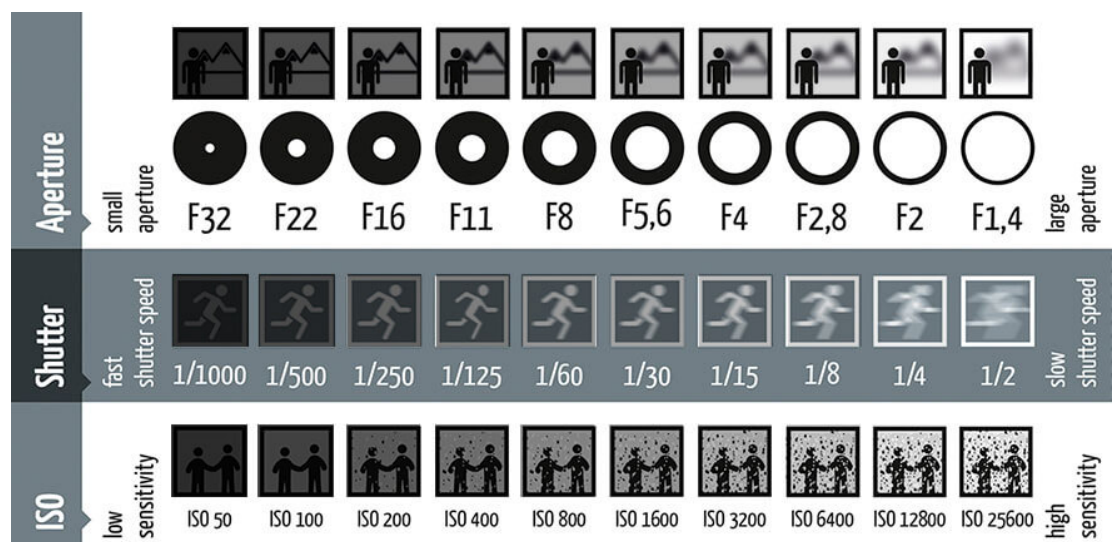 Aperture
small
aperture
F32 F22 F16 F11 F8 F5,6 F4 F2,8 F2 F1,4
large
aperture
Shutter
fast
shutter speed
1/1000 1/500 1/250 1/125 1/60 1/30 1/15 1/8 1/4 1/2
slow
shutter speed
ISO
low
sensitivity
ISO 50 ISO 100 ISO 200 ISO 400 ISO 800 ISO 1600 ISO 3200 ISO 6400 ISO 12800 ISO 25600
high
sensitivity